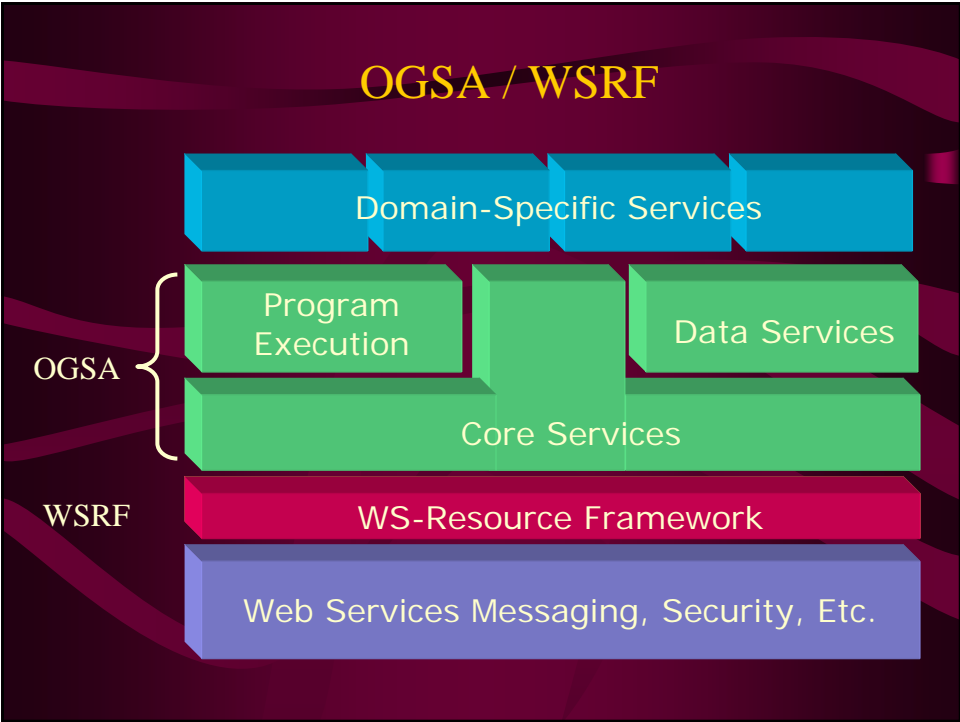 OGSA / WSRF
Domain-Specific Services
Program
Execution
Data Services
OGSA
Core Services
WSRF
WS-Resource Framework
Web Services Messaging, Security, Etc.